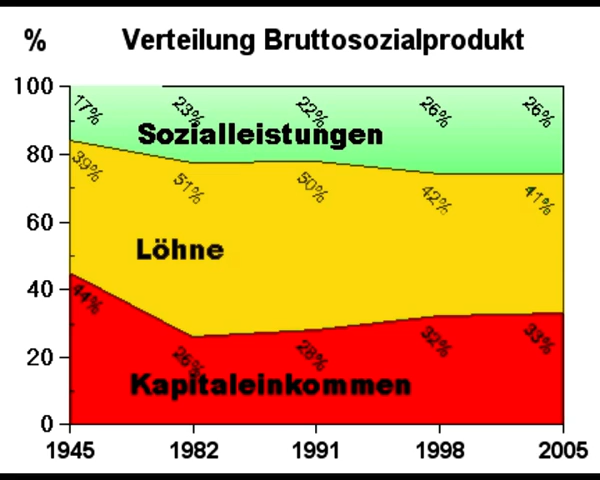 % Verteilung Bruttosozialprodukt
100
17% 23% 22% 26% 26%
Sozialleistungen
80
39% 51% 50% 42% 41%
60
Löhne
40
44% 26% 28% 32% 33%
20
Kapitaleinkommen
0
1945 1982 1991 1998 2005